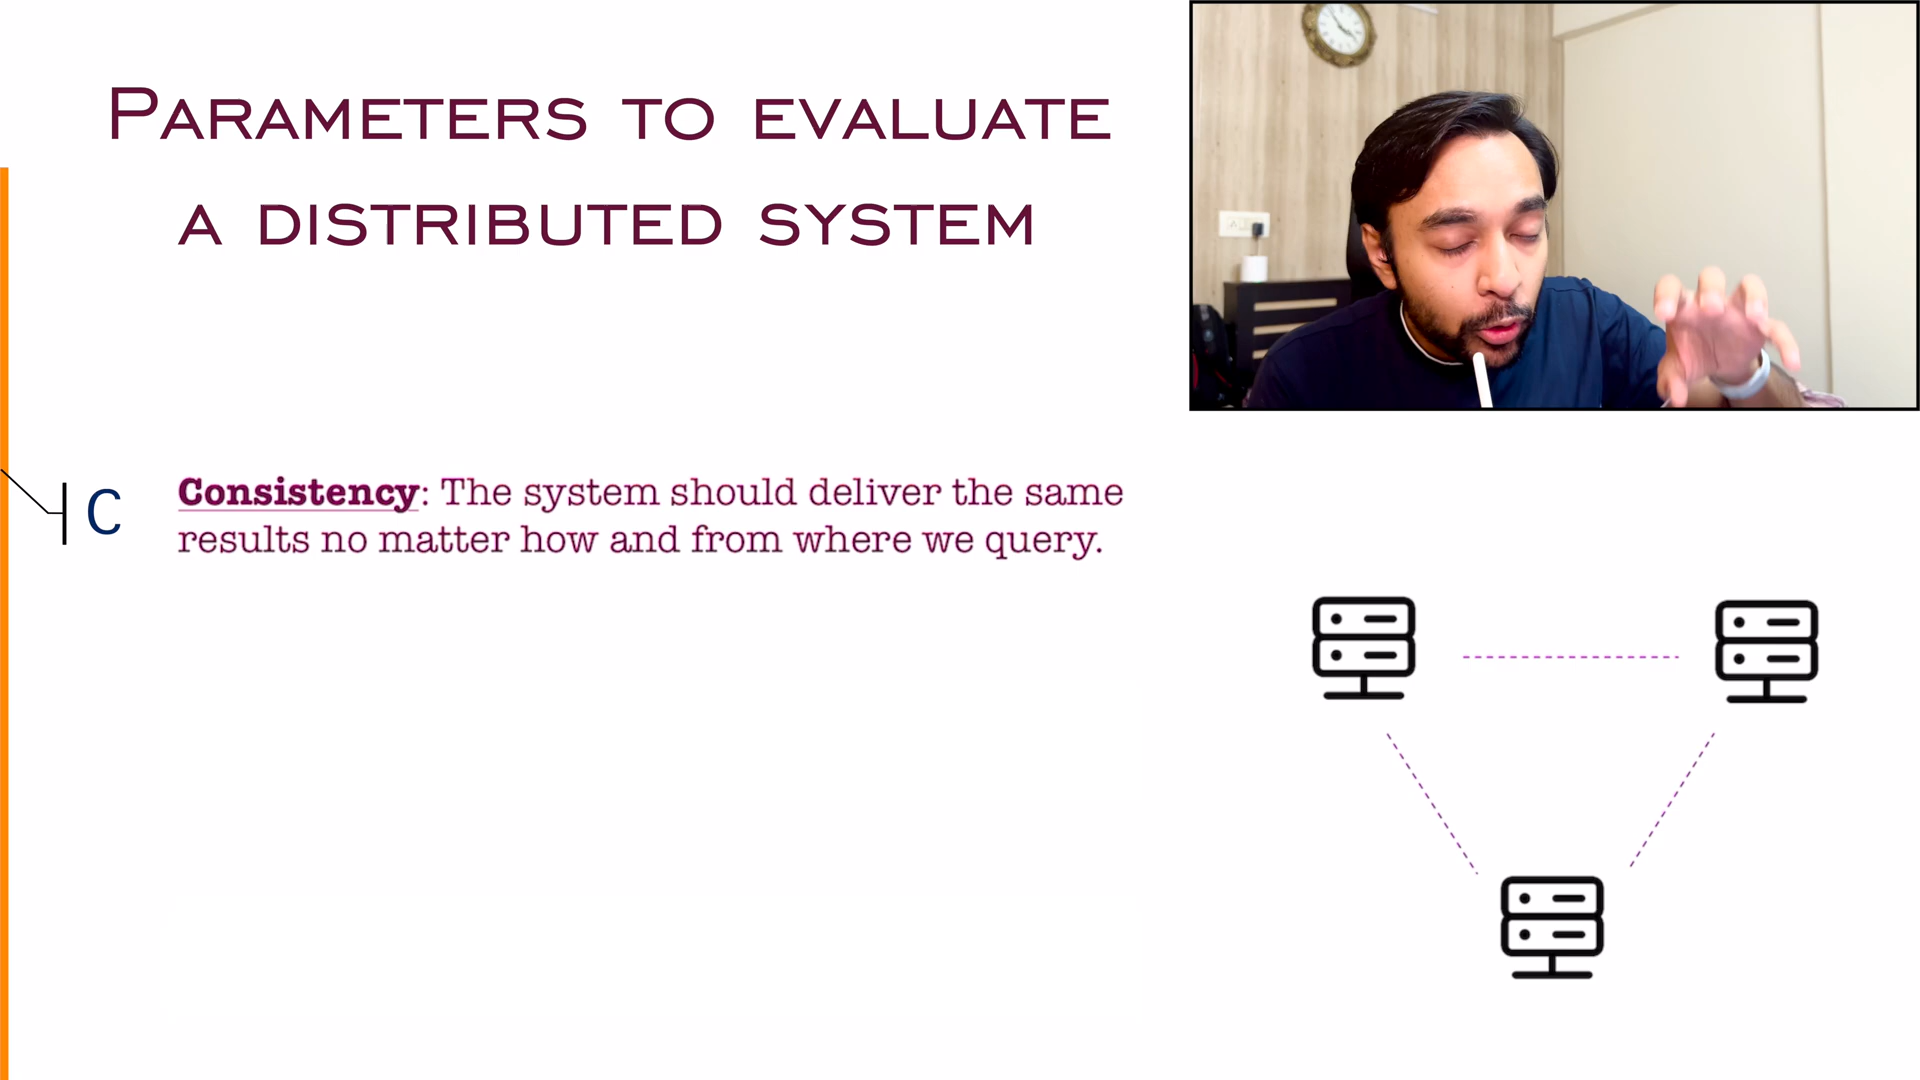 PARAMETERS TO EVALUATE
A DISTRIBUTED SYSTEM
C
Consistency: The system should deliver the same
results no matter how and from where we query.